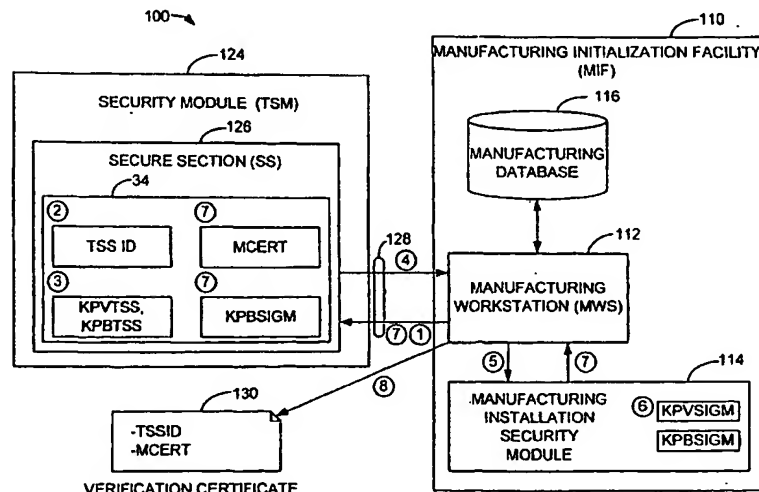 100
124
110
SECURITY MODULE (TSM)
126
SECURE SECTION (SS)
34
②
TSS ID
⑦
MCERT
③
KPVTSS,
KPBTSS
⑦
KPBSIGM
128
④
⑦ ①
⑧
130
-TSSID
-MCERT
VERIFICATION CERTIFICATE
MANUFACTURING INITIALIZATION FACILITY
(MIF)
116
MANUFACTURING
DATABASE
112
MANUFACTURING
WORKSTATION (MWS)
⑤
⑦
114
MANUFACTURING
INSTALLATION
SECURITY
MODULE
⑥
KPVSIGM
KPBSIGM